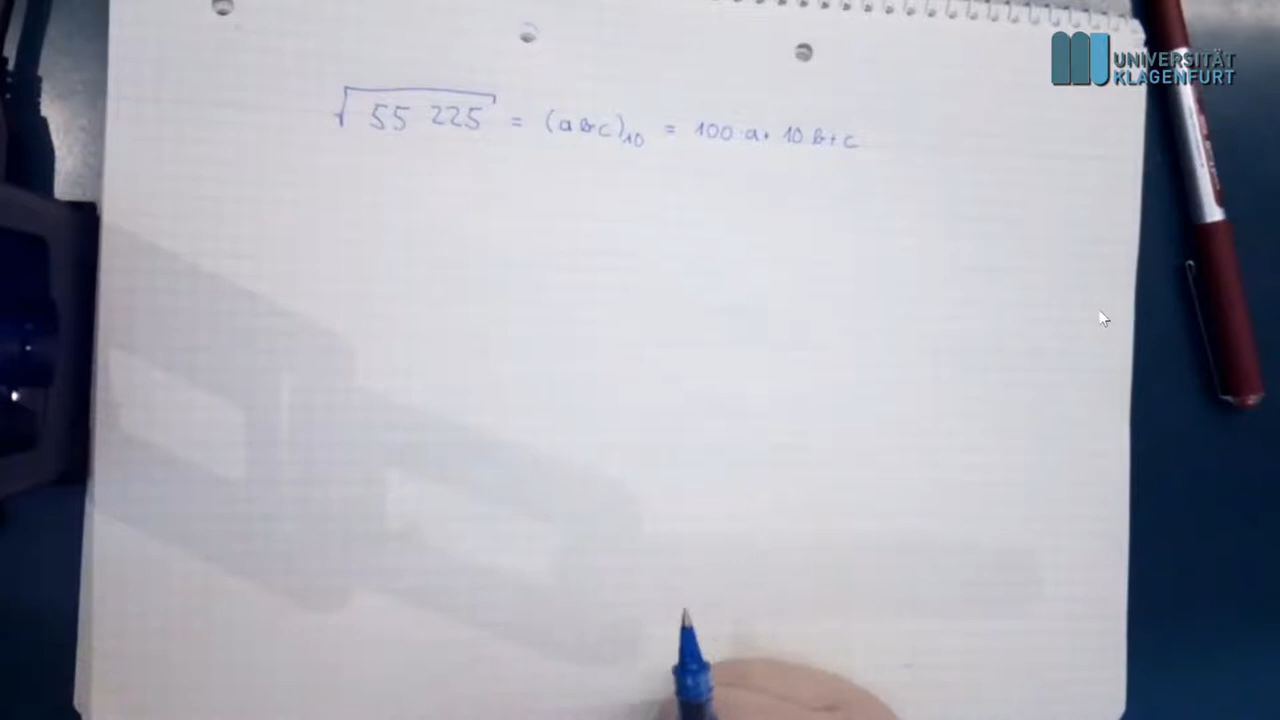 √55 225 = (abc)₁₀ = 100·a+ 10 b+c
UNIVERSITÄT
KLAGENFURT